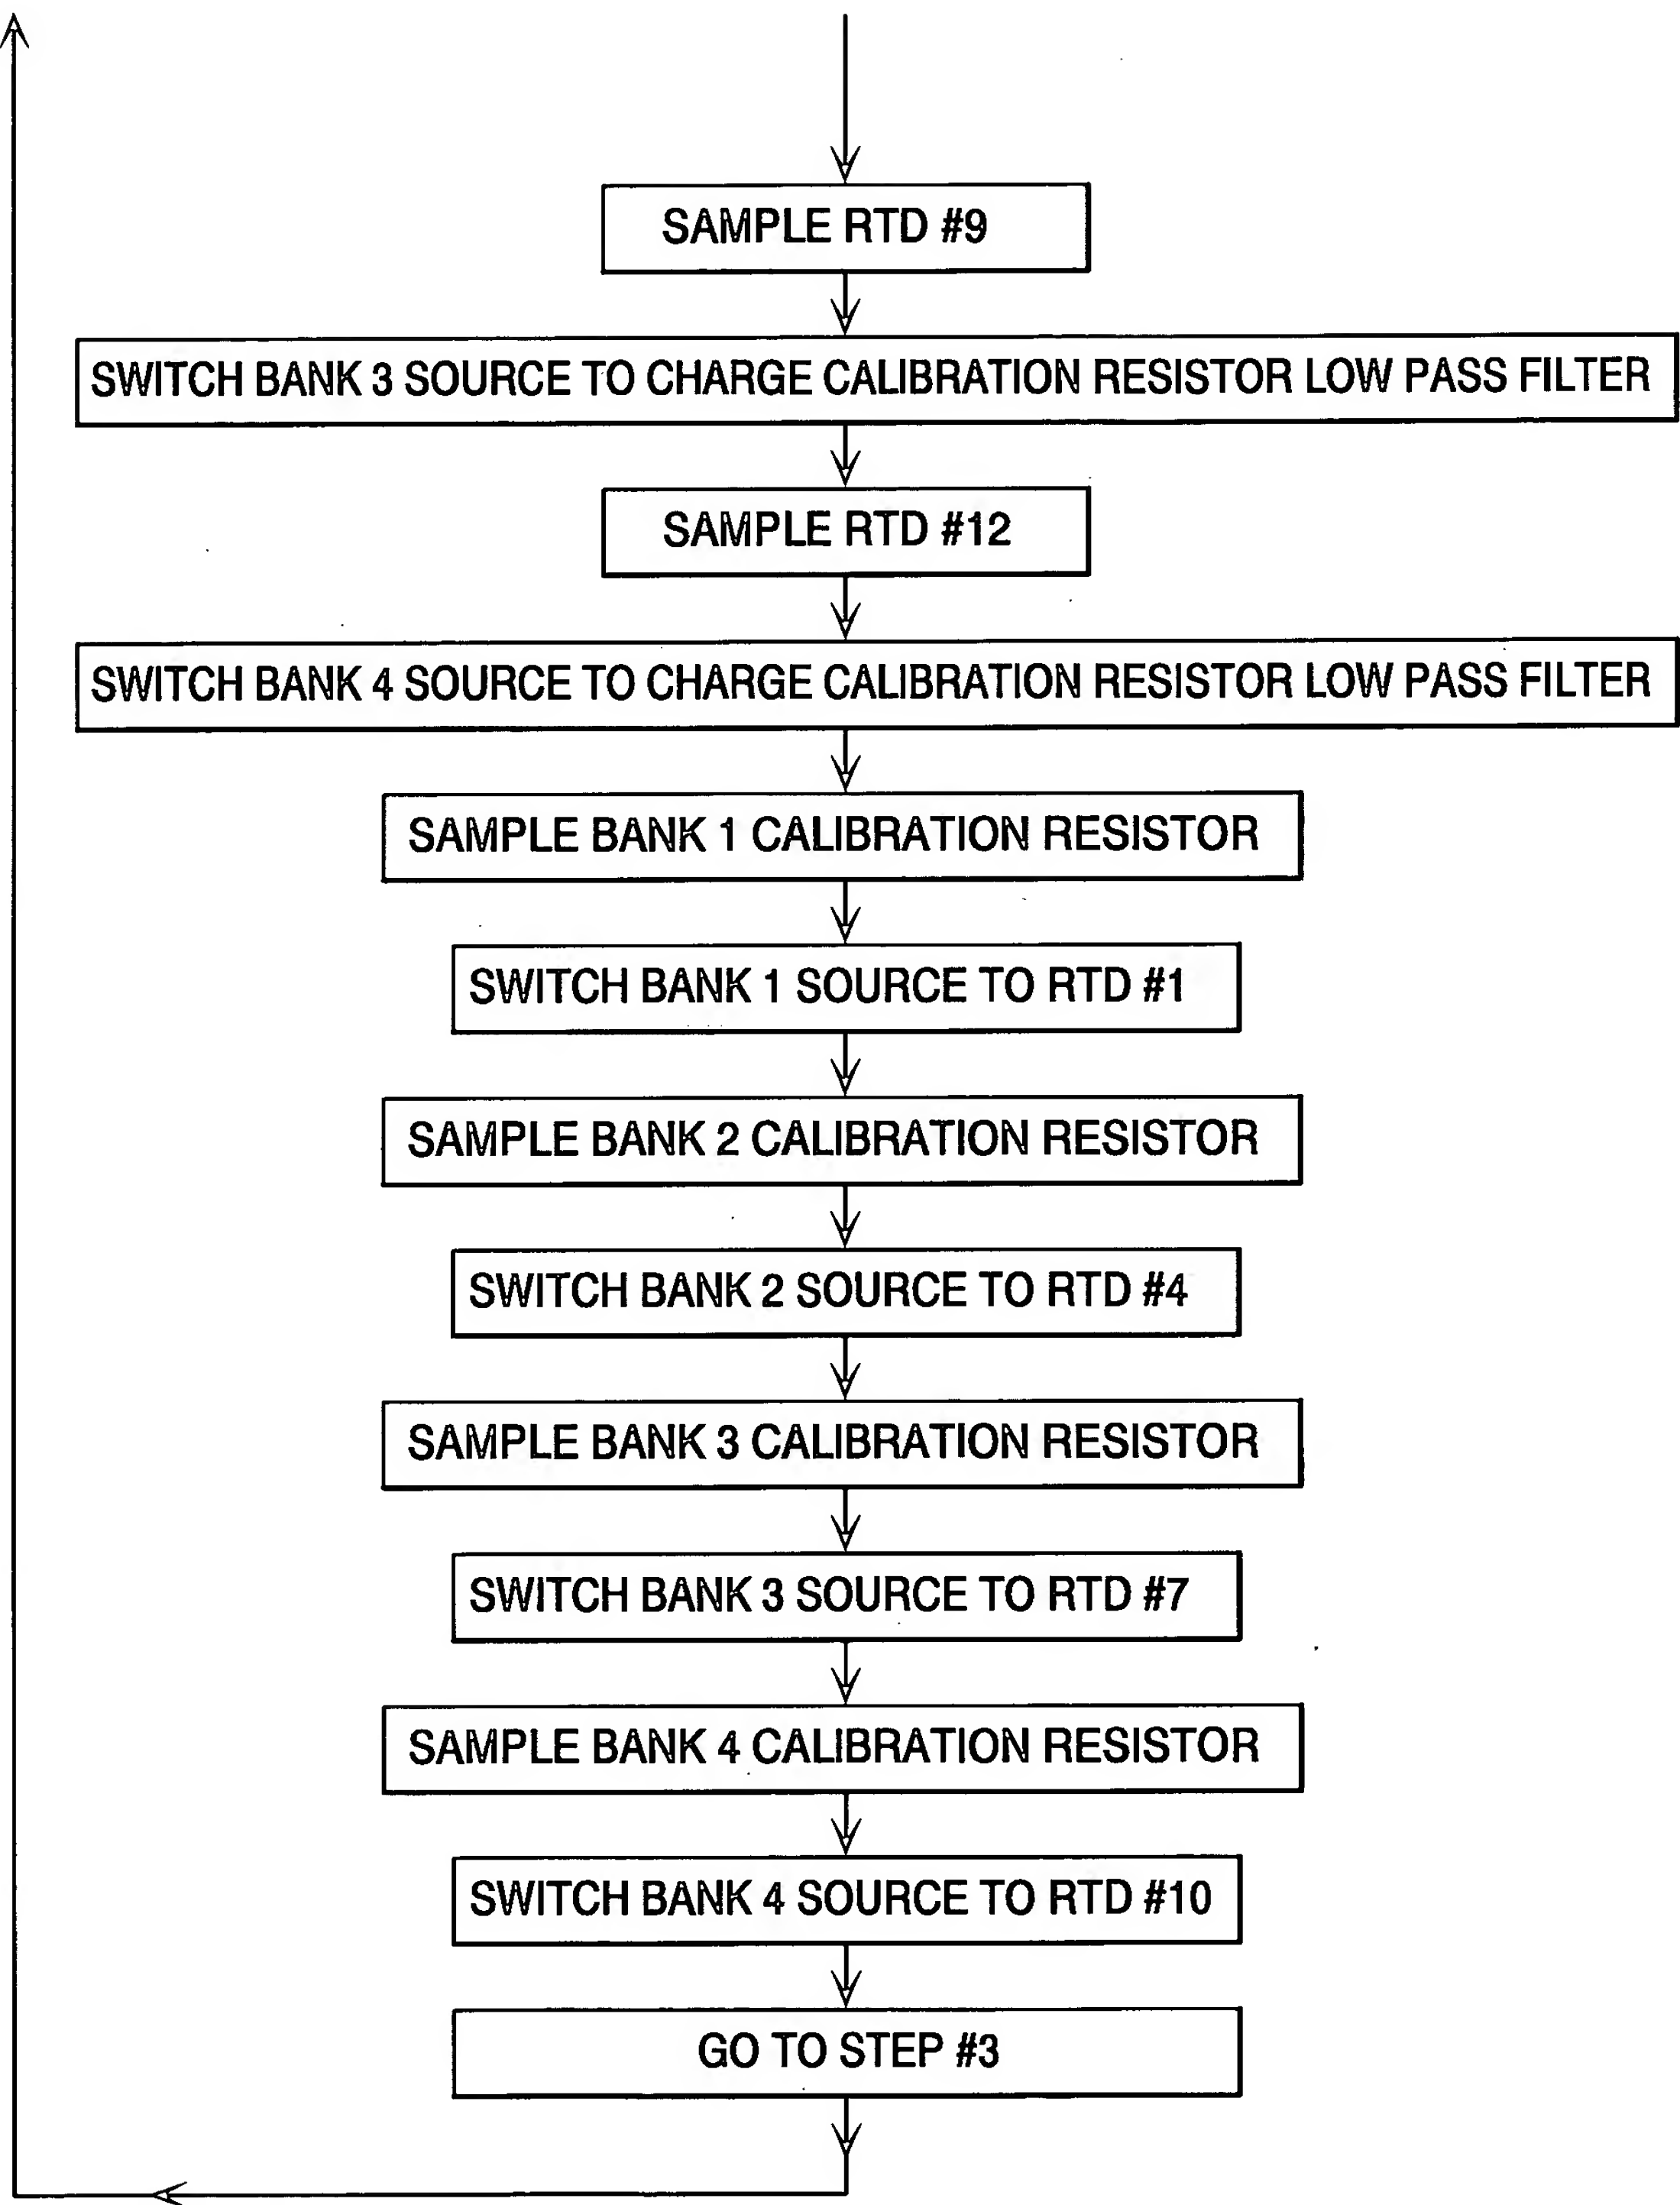 SAMPLE RTD #9
SWITCH BANK 3 SOURCE TO CHARGE CALIBRATION RESISTOR LOW PASS FILTER
SAMPLE RTD #12
SWITCH BANK 4 SOURCE TO CHARGE CALIBRATION RESISTOR LOW PASS FILTER
SAMPLE BANK 1 CALIBRATION RESISTOR
SWITCH BANK 1 SOURCE TO RTD #1
SAMPLE BANK 2 CALIBRATION RESISTOR
SWITCH BANK 2 SOURCE TO RTD #4
SAMPLE BANK 3 CALIBRATION RESISTOR
SWITCH BANK 3 SOURCE TO RTD #7
SAMPLE BANK 4 CALIBRATION RESISTOR
SWITCH BANK 4 SOURCE TO RTD #10
GO TO STEP #3